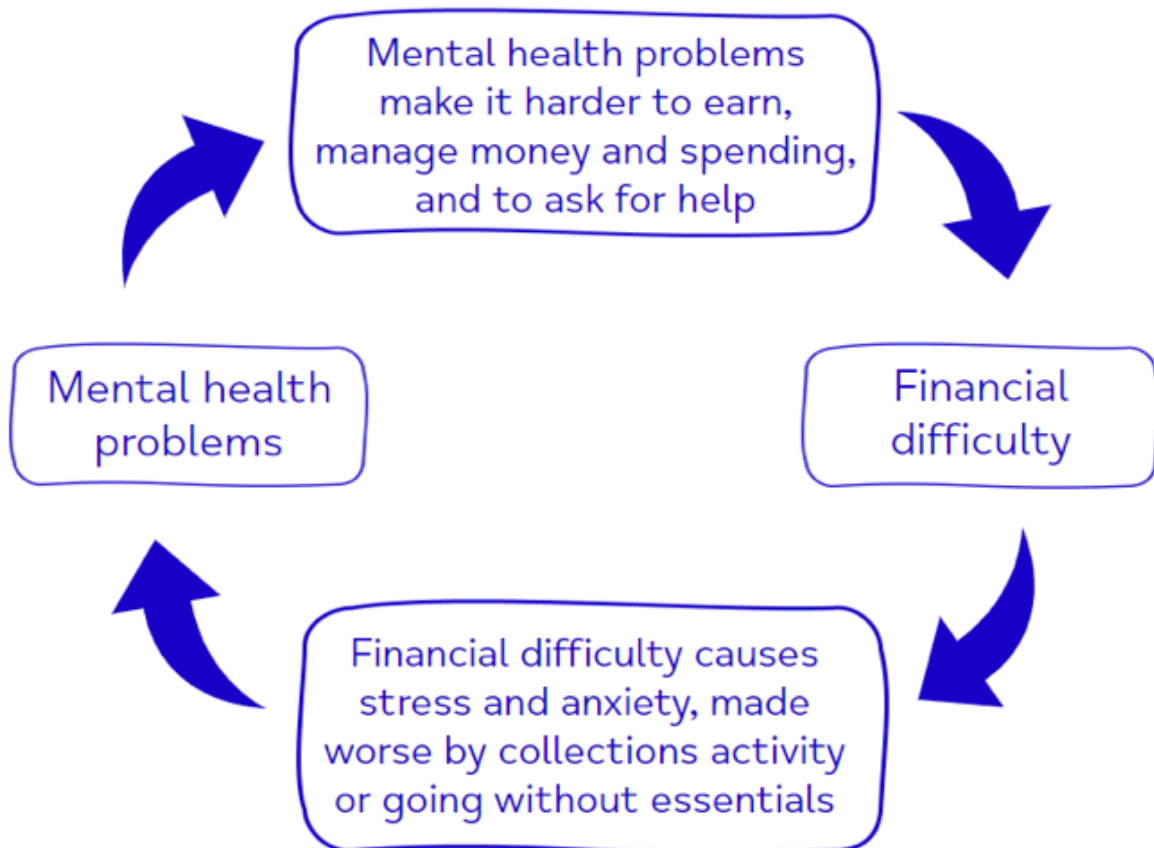 Mental health problems
make it harder to earn,
manage money and spending,
and to ask for help
Financial
difficulty
Financial difficulty causes
stress and anxiety, made
worse by collections activity
or going without essentials
Mental health
problems